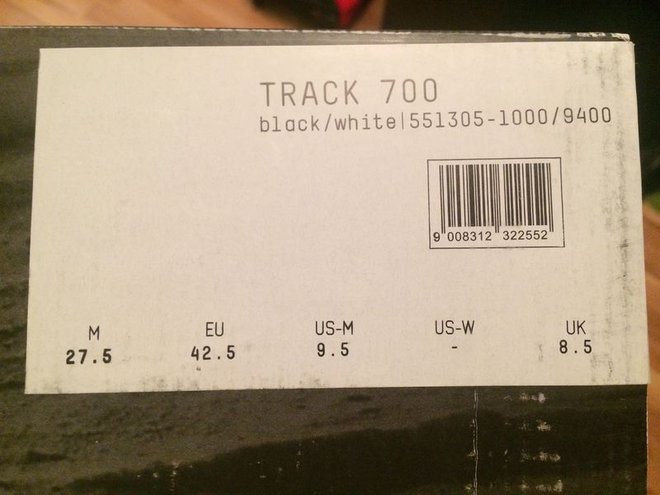 TRACK 700
black/white|551305-1000/9400
9 008312 322552
M EU US-M US-W UK
27.5 42.5 9.5 - 8.5